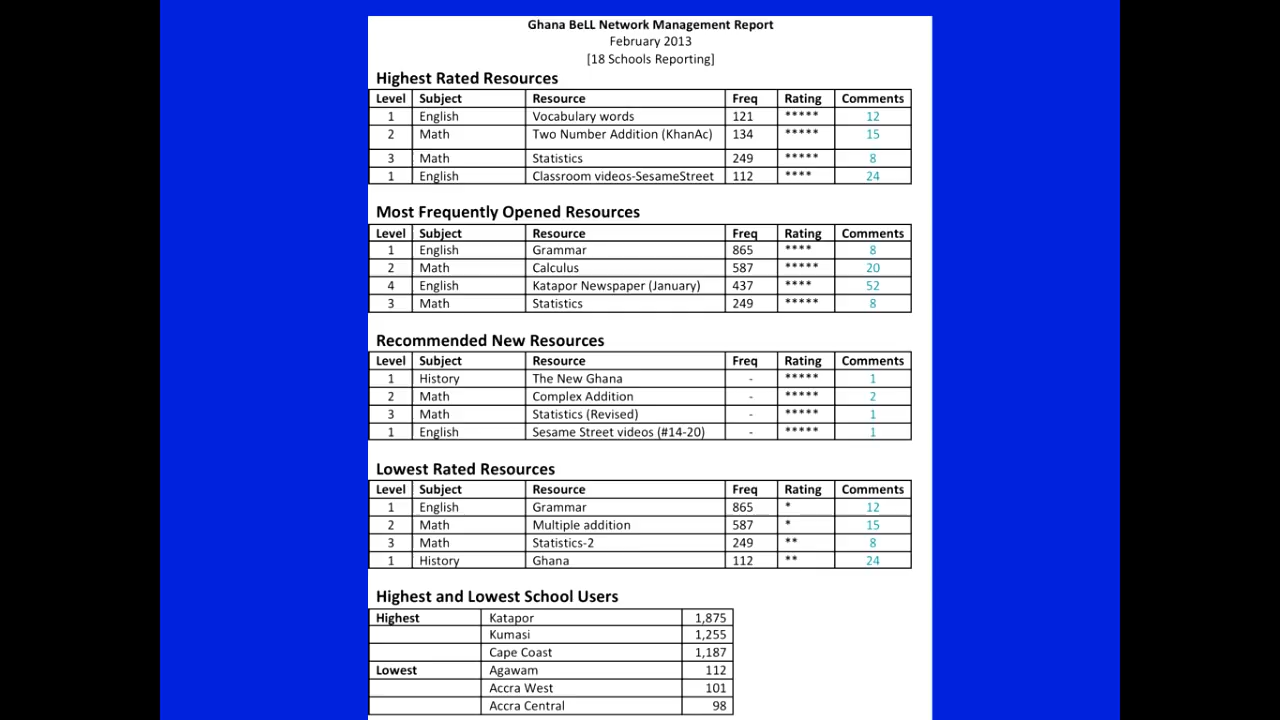 Ghana BeLL Network Management Report
February 2013
[18 Schools Reporting]
Highest Rated Resources
Level Subject Resource Freq Rating Comments
1 English Vocabulary words 121 ***** 12
2 Math Two Number Addition (KhanAc) 134 ***** 15
3 Math Statistics 249 ***** 8
1 English Classroom videos-SesameStreet 112 **** 24
Most Frequently Opened Resources
Level Subject Resource Freq Rating Comments
1 English Grammar 865 **** 8
2 Math Calculus 587 ***** 20
4 English Katapor Newspaper (January) 437 **** 52
3 Math Statistics 249 ***** 8
Recommended New Resources
Level Subject Resource Freq Rating Comments
1 History The New Ghana - ***** 1
2 Math Complex Addition - ***** 2
3 Math Statistics (Revised) - ***** 1
1 English Sesame Street videos (#14-20) - ***** 1
Lowest Rated Resources
Level Subject Resource Freq Rating Comments
1 English Grammar 865 * 12
2 Math Multiple addition 587 * 15
3 Math Statistics-2 249 ** 8
1 History Ghana 112 ** 24
Highest and Lowest School Users
Highest Katapor 1,875
Kumasi 1,255
Cape Coast 1,187
Lowest Agawam 112
Accra West 101
Accra Central 98